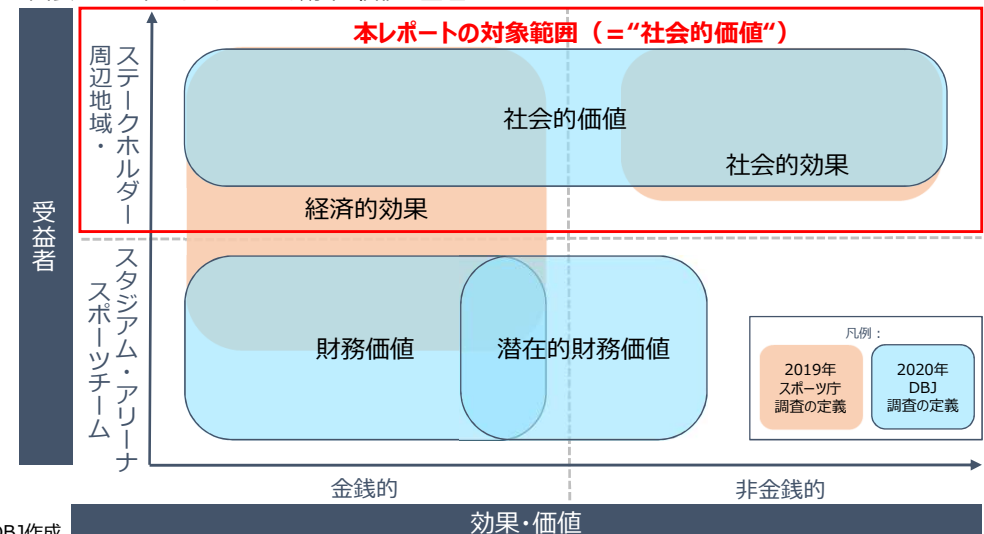 本レポートの対象範囲（＝“社会的価値“）
周辺地域・
ステークホルダー
社会的価値
社会的効果
経済的効果
受益者
スタジアム・アリーナ
スポーツチーム
財務価値
潜在的財務価値
凡例：
2019年
スポーツ庁
調査の定義
2020年
DBJ
調査の定義
金銭的
非金銭的
効果・価値
DBJ作成